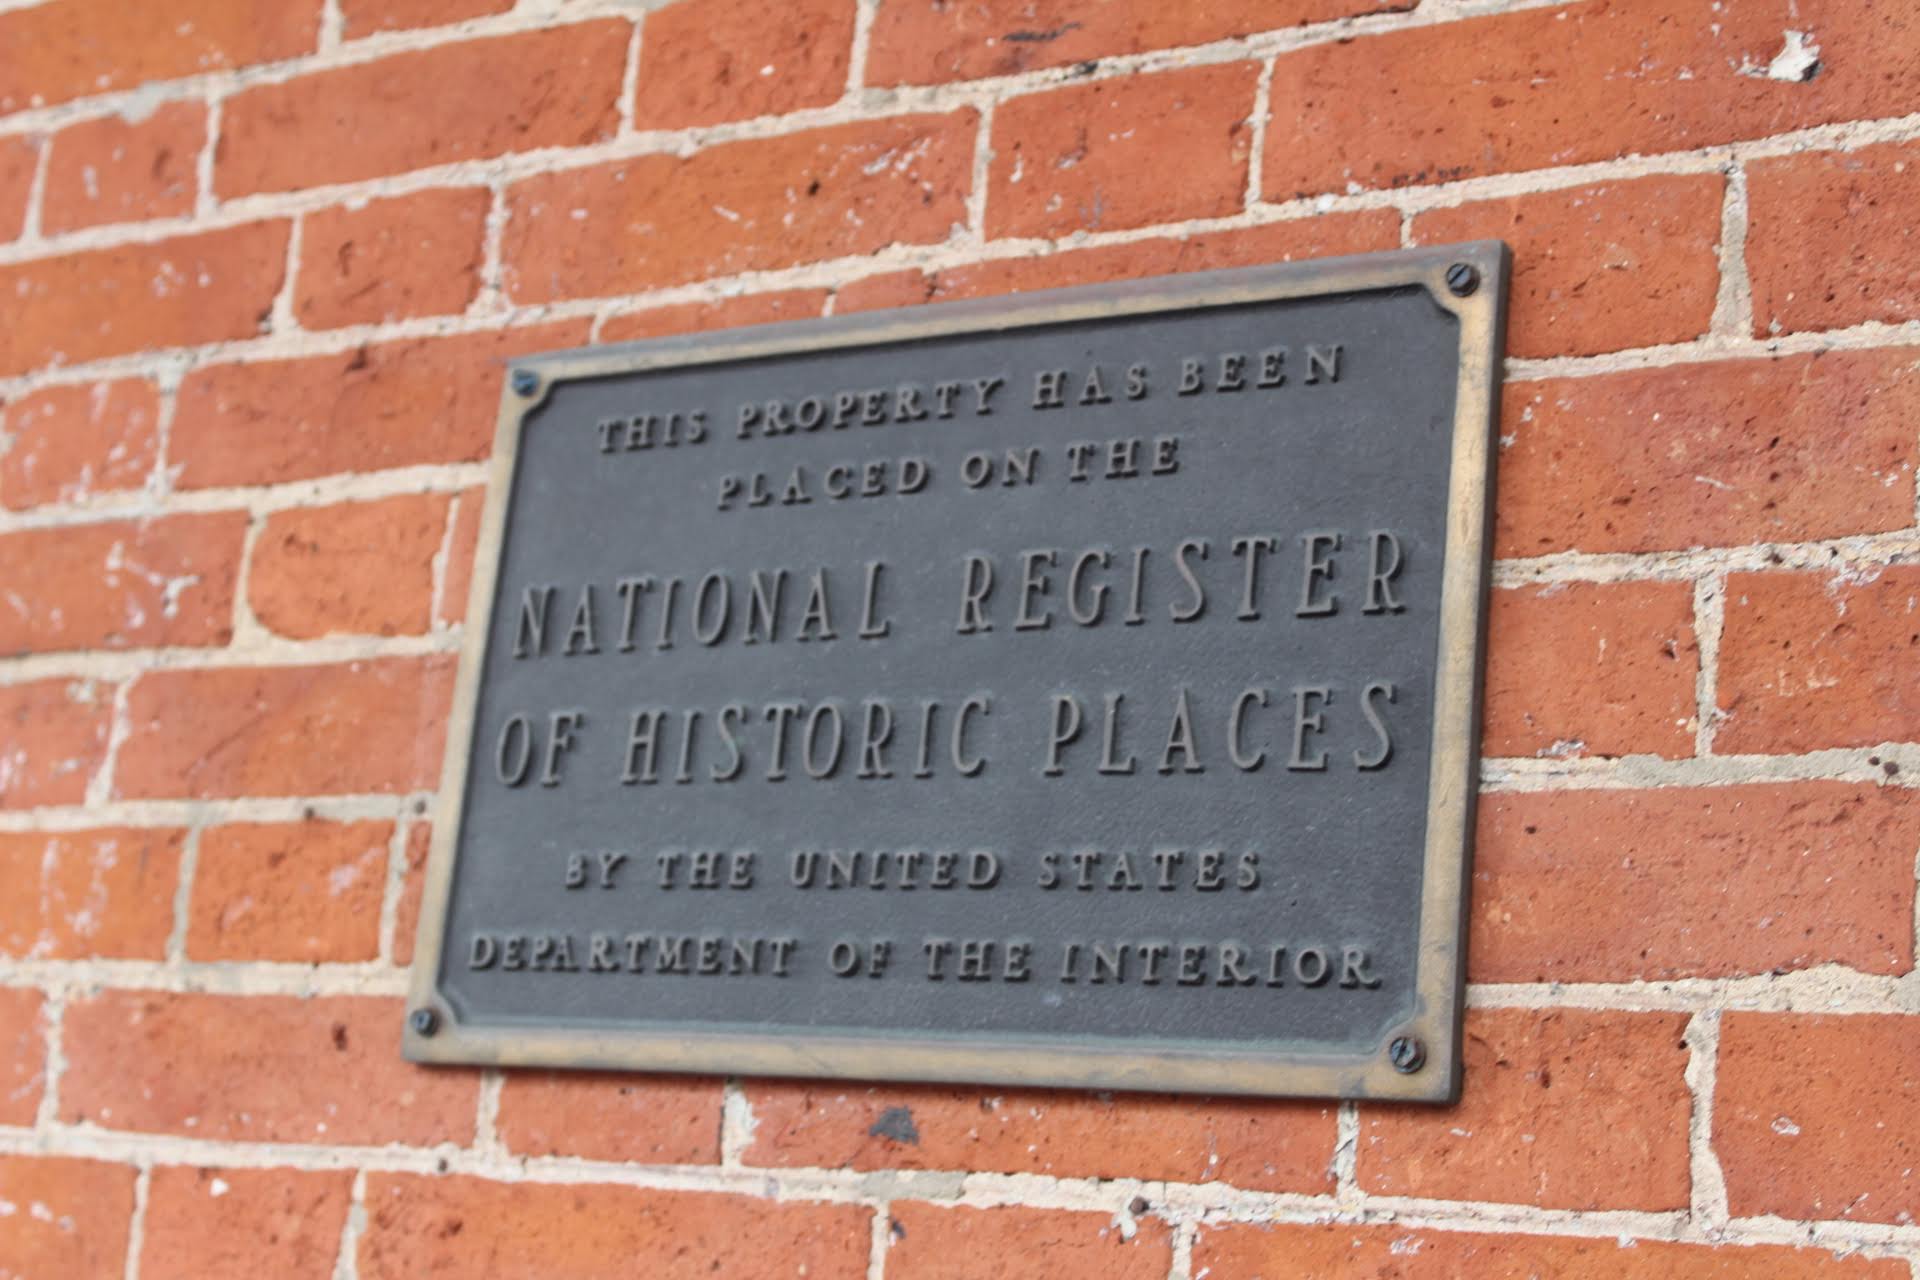 THIS PROPERTY HAS BEEN
PLACED ON THE
NATIONAL REGISTER
OF HISTORIC PLACES
BY THE UNITED STATES
DEPARTMENT OF THE INTERIOR